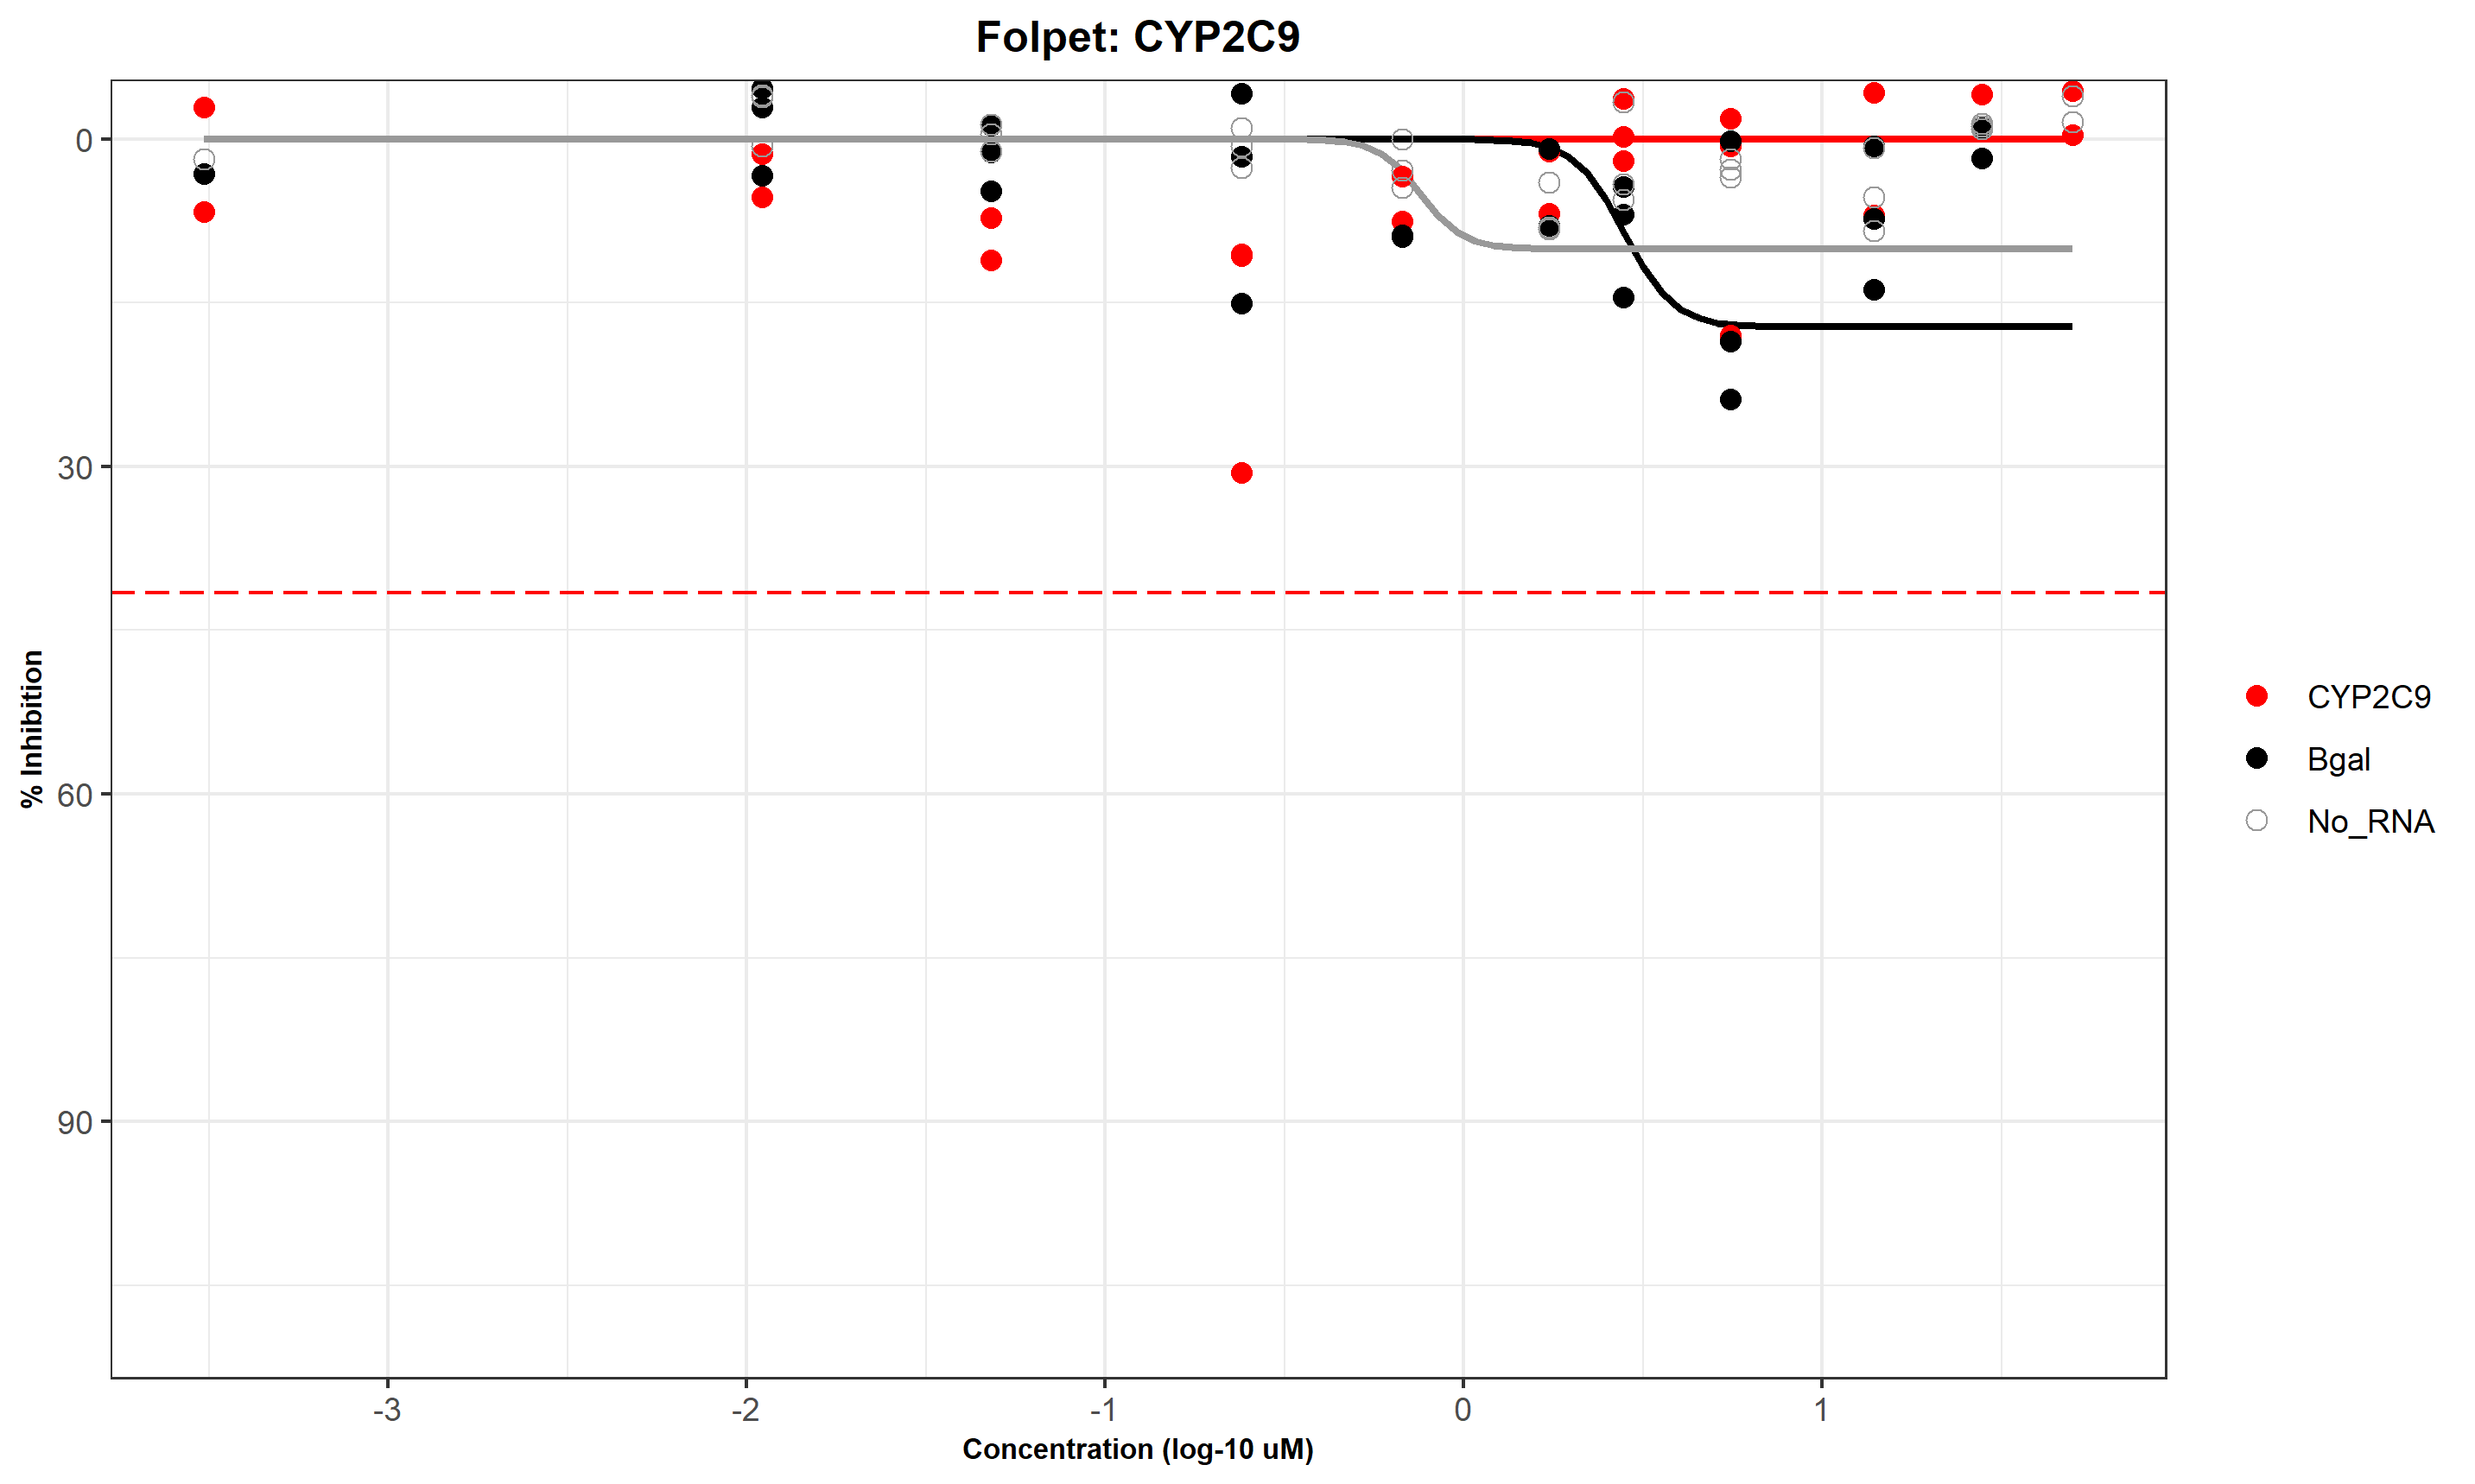 Folpet: CYP2C9
0
30
60
90
% Inhibition
-3
-2
-1
0
1
Concentration (log-10 uM)
CYP2C9
Bgal
No_RNA